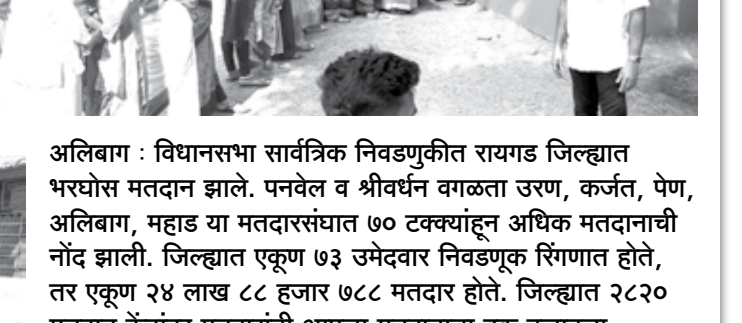 अलिबाग : विधानसभा सार्वत्रिक निवडणुकीत रायगड जिल्ह्यात
भरघोस मतदान झाले. पनवेल व श्रीवर्धन वगळता उरण, कर्जत, पेण,
अलिबाग, महाड या मतदारसंघात ७० टक्क्यांहून अधिक मतदानाची
नोंद झाली. जिल्ह्यात एकूण ७३ उमेदवार निवडणूक रिंगणात होते,
तर एकूण २४ लाख ८८ हजार ७८८ मतदार होते. जिल्ह्यात २८२०